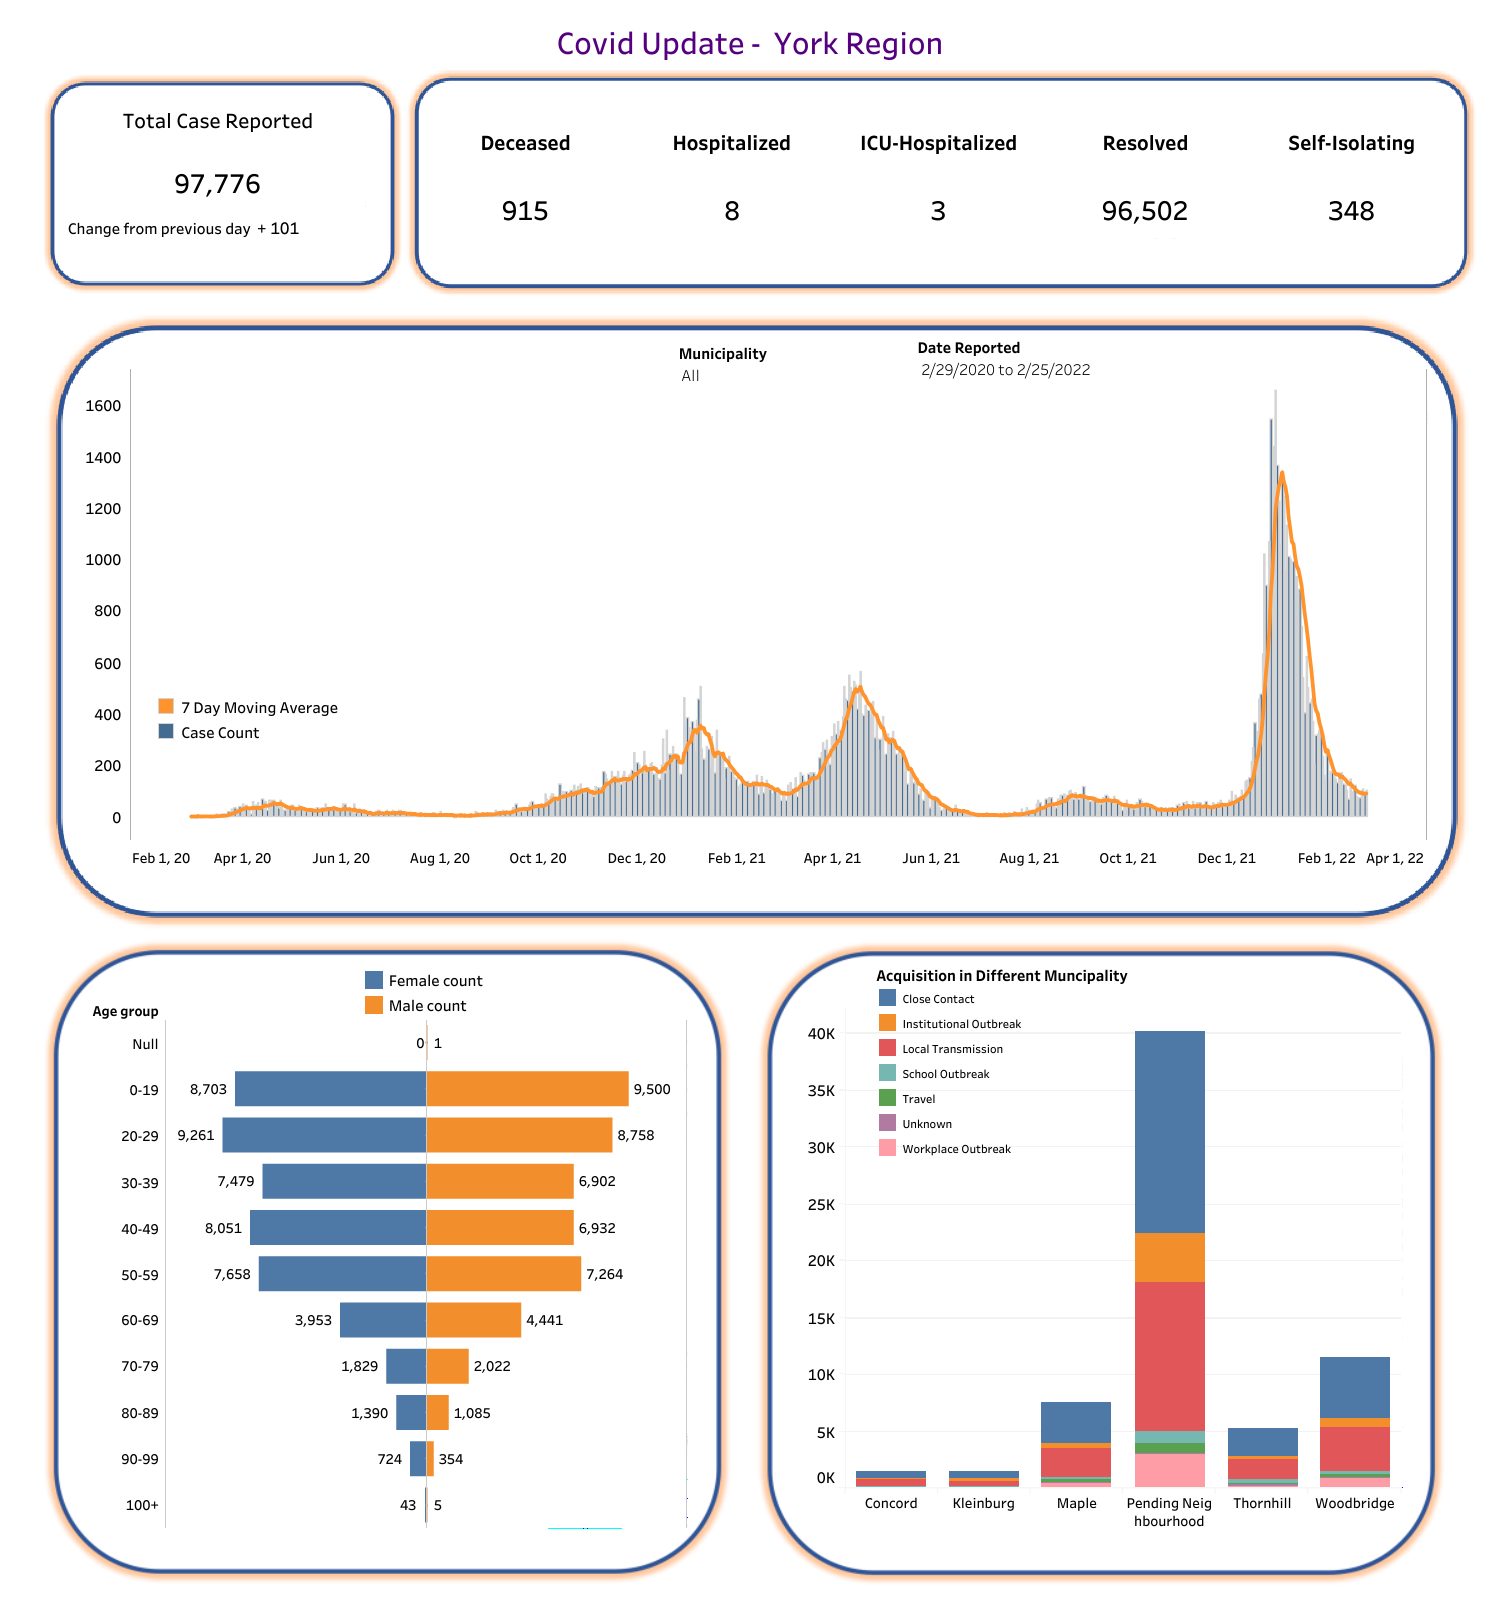 Covid Update -  York Region
Total Case Reported
97,776
Change from previous day  + 101
Deceased Hospitalized ICU-Hospitalized Resolved Self-Isolating
915 8 3 96,502 348
Municipality
All
Date Reported
2/29/2020 to 2/25/2022
1600
1400
1200
1000
800
600
400
200
0
7 Day Moving Average
Case Count
Feb 1, 20 Apr 1, 20 Jun 1, 20 Aug 1, 20 Oct 1, 20 Dec 1, 20 Feb 1, 21 Apr 1, 21 Jun 1, 21 Aug 1, 21 Oct 1, 21 Dec 1, 21 Feb 1, 22 Apr 1, 22
Female count
Male count
Age group
Null 0 1
0-19 8,703 9,500
20-29 9,261 8,758
30-39 7,479 6,902
40-49 8,051 6,932
50-59 7,658 7,264
60-69 3,953 4,441
70-79 1,829 2,022
80-89 1,390 1,085
90-99 724 354
100+ 43 5
Acquisition in Different Muncipality
Close Contact
Institutional Outbreak
Local Transmission
School Outbreak
Travel
Unknown
Workplace Outbreak
40K
35K
30K
25K
20K
15K
10K
5K
0K
Concord Kleinburg Maple Pending Neig Thornhill Woodbridge
hbourhood